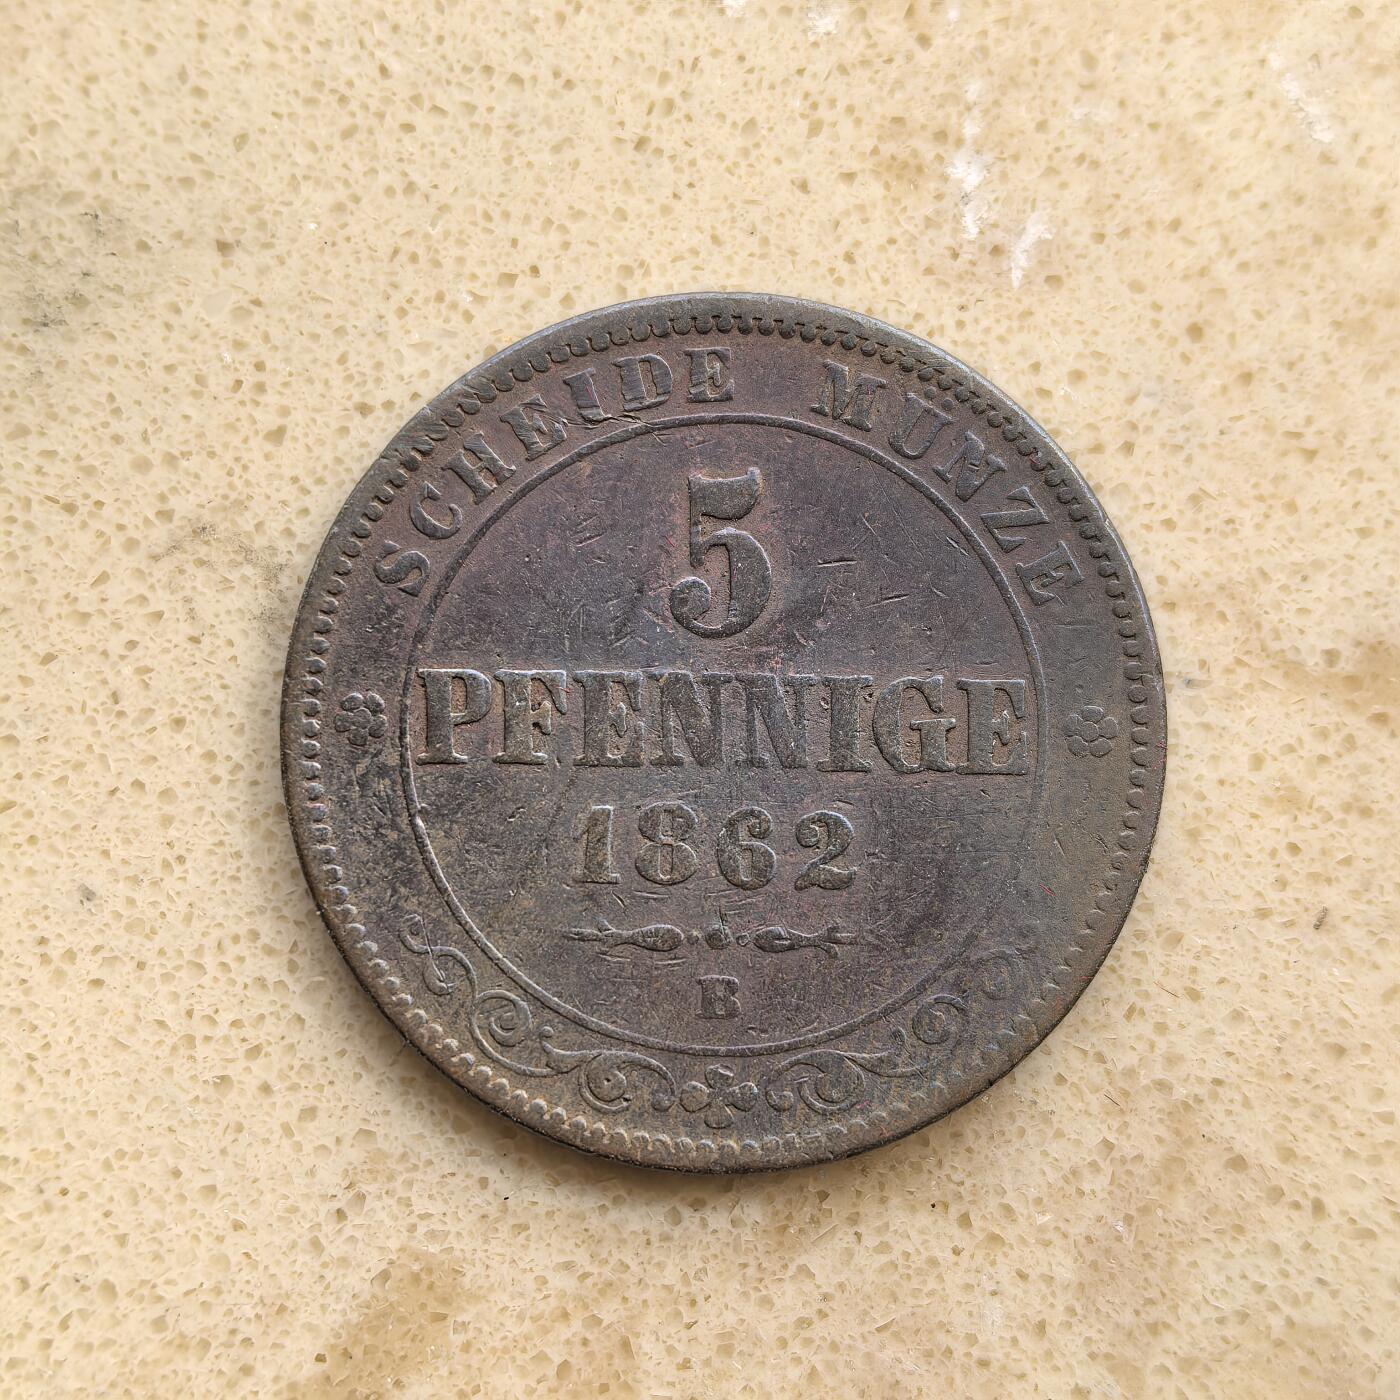 SCHEIDE MÜNZE
5
PFENNIGE
1862
B